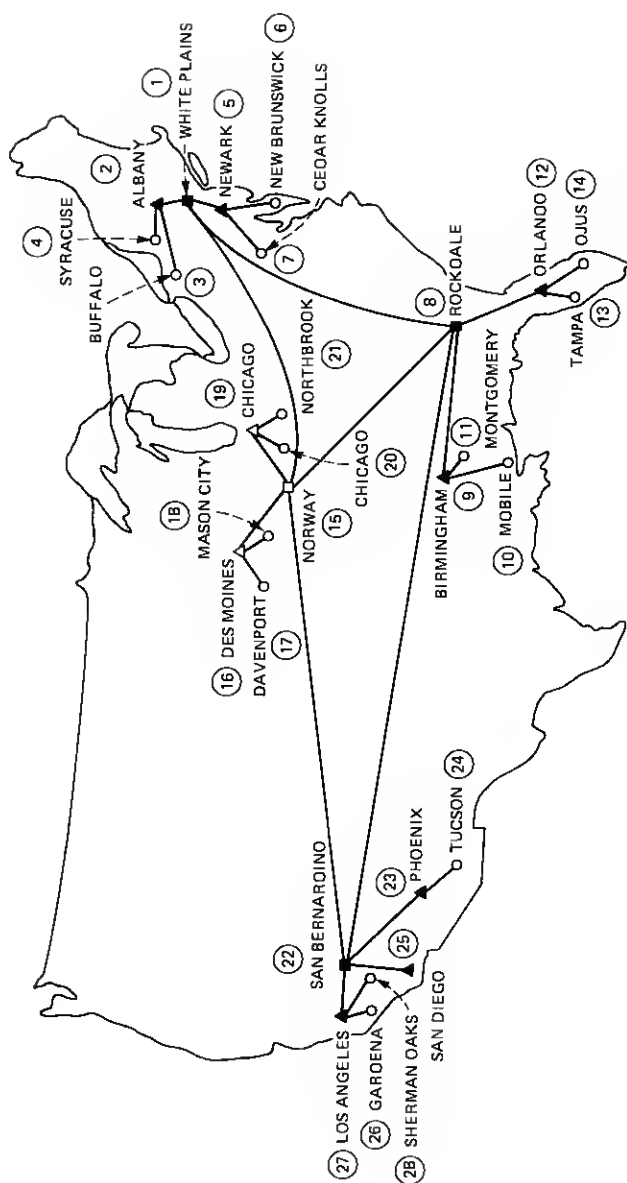 1
WHITE PLAINS
2
ALBANY
4
SYRACUSE
BUFFALO
3
NEWARK 5
NEW BRUNSWICK 6
CEDAR KNOLLS
7
8
ROCKDALE
ORLANDO 12
OJUS 14
TAMPA
13
MONTGOMERY
11
BIRMINGHAM
9
MOBILE
10
NORTHBROOK
21
19
CHICAGO
CHICAGO
20
MASON CITY
18
NORWAY
15
16 DES MOINES
DAVENPORT
17
SAN BERNARDINO
22
23
PHOENIX
TUCSON 24
25
SAN DIEGO
27 LOS ANGELES
26 GARDENA
28 SHERMAN OAKS